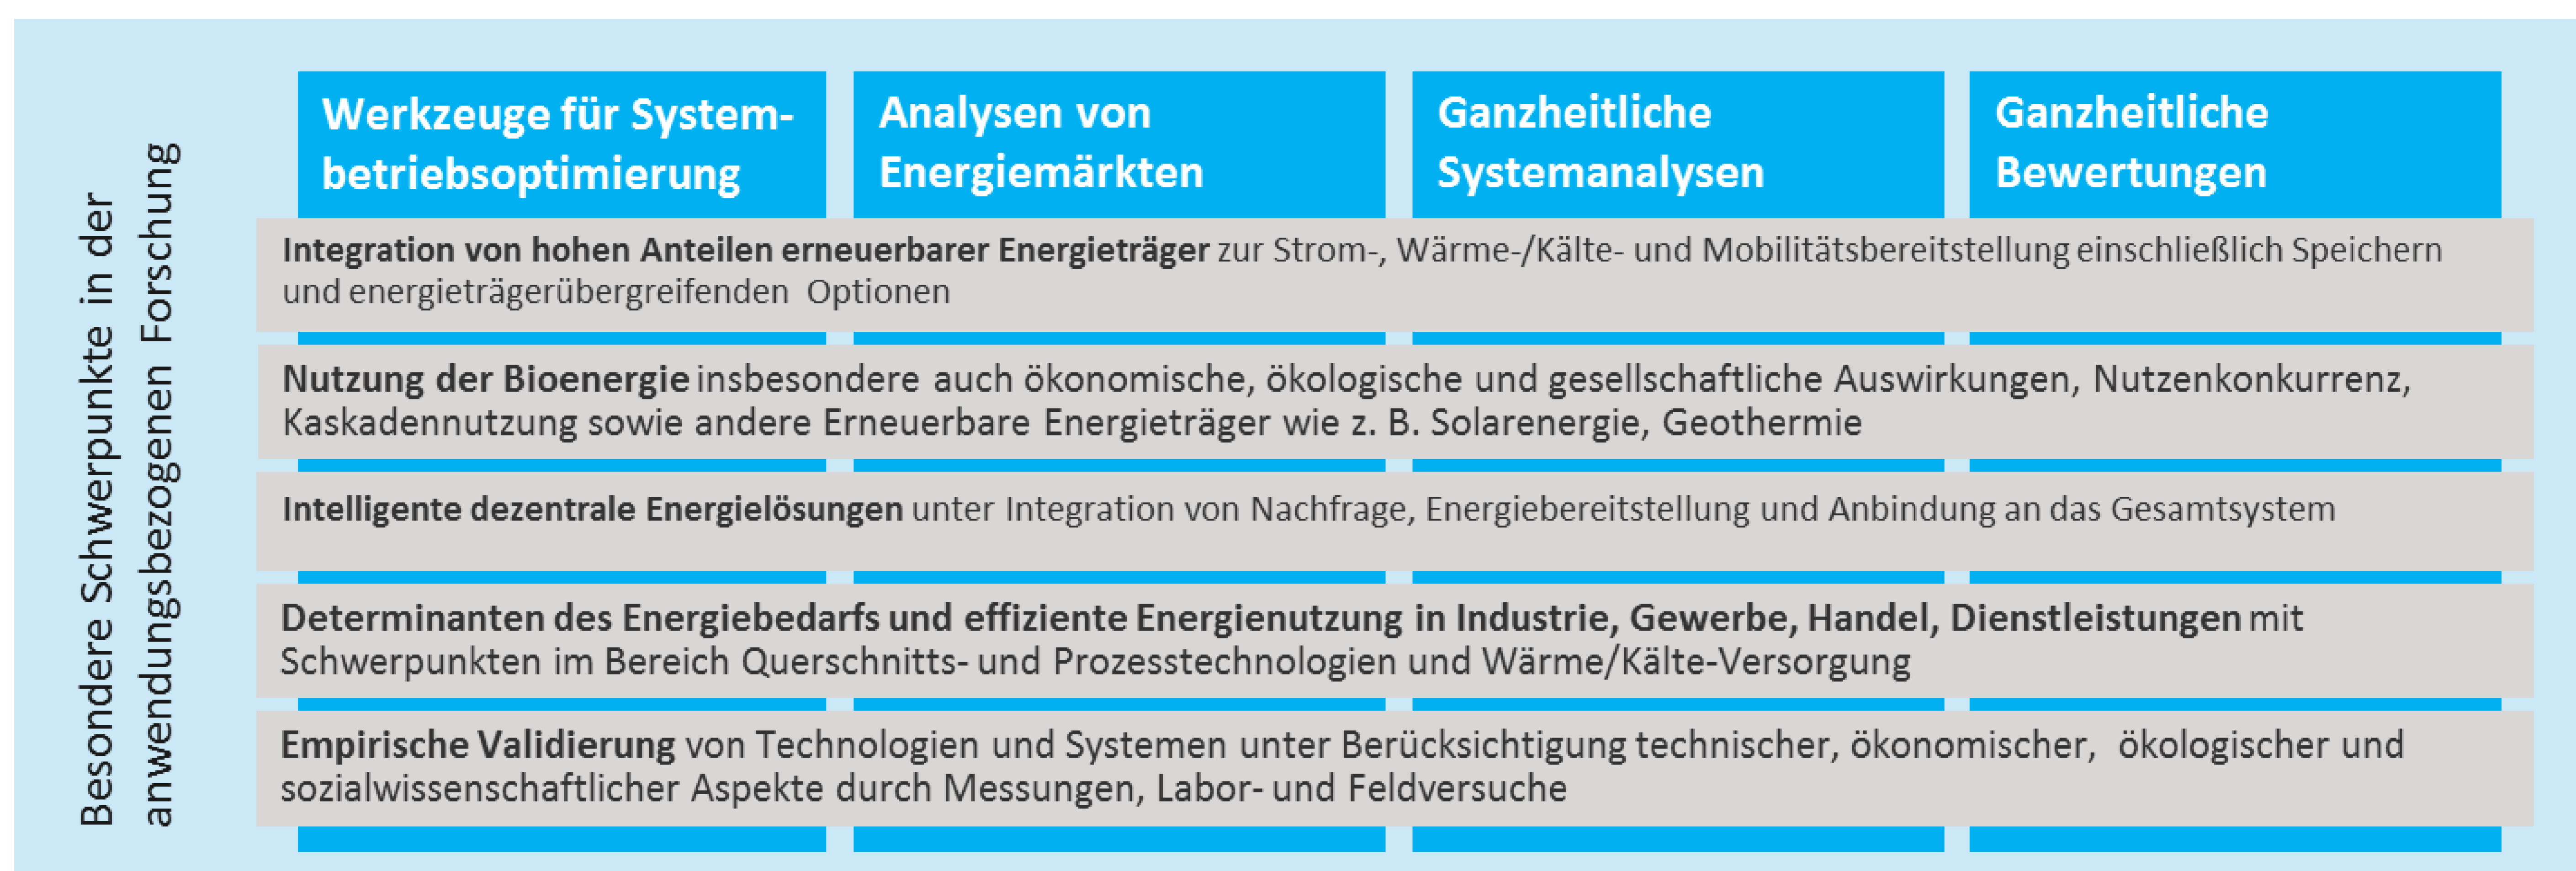 Besondere Schwerpunkte in der
anwendungsbezogenen Forschung
Werkzeuge für System-
betriebsoptimierung
Analysen von
Energiemärkten
Ganzheitliche
Systemanalysen
Ganzheitliche
Bewertungen
Integration von hohen Anteilen erneuerbarer Energieträger zur Strom-, Wärme-/Kälte- und Mobilitätsbereitstellung einschließlich Speichern
und energieträgerübergreifenden Optionen
Nutzung der Bioenergie insbesondere auch ökonomische, ökologische und gesellschaftliche Auswirkungen, Nutzenkonkurrenz,
Kaskadennutzung sowie andere Erneuerbare Energieträger wie z. B. Solarenergie, Geothermie
Intelligente dezentrale Energielösungen unter Integration von Nachfrage, Energiebereitstellung und Anbindung an das Gesamtsystem
Determinanten des Energiebedarfs und effiziente Energienutzung in Industrie, Gewerbe, Handel, Dienstleistungen mit
Schwerpunkten im Bereich Querschnitts- und Prozesstechnologien und Wärme/Kälte-Versorgung
Empirische Validierung von Technologien und Systemen unter Berücksichtigung technischer, ökonomischer, ökologischer und
sozialwissenschaftlicher Aspekte durch Messungen, Labor- und Feldversuche